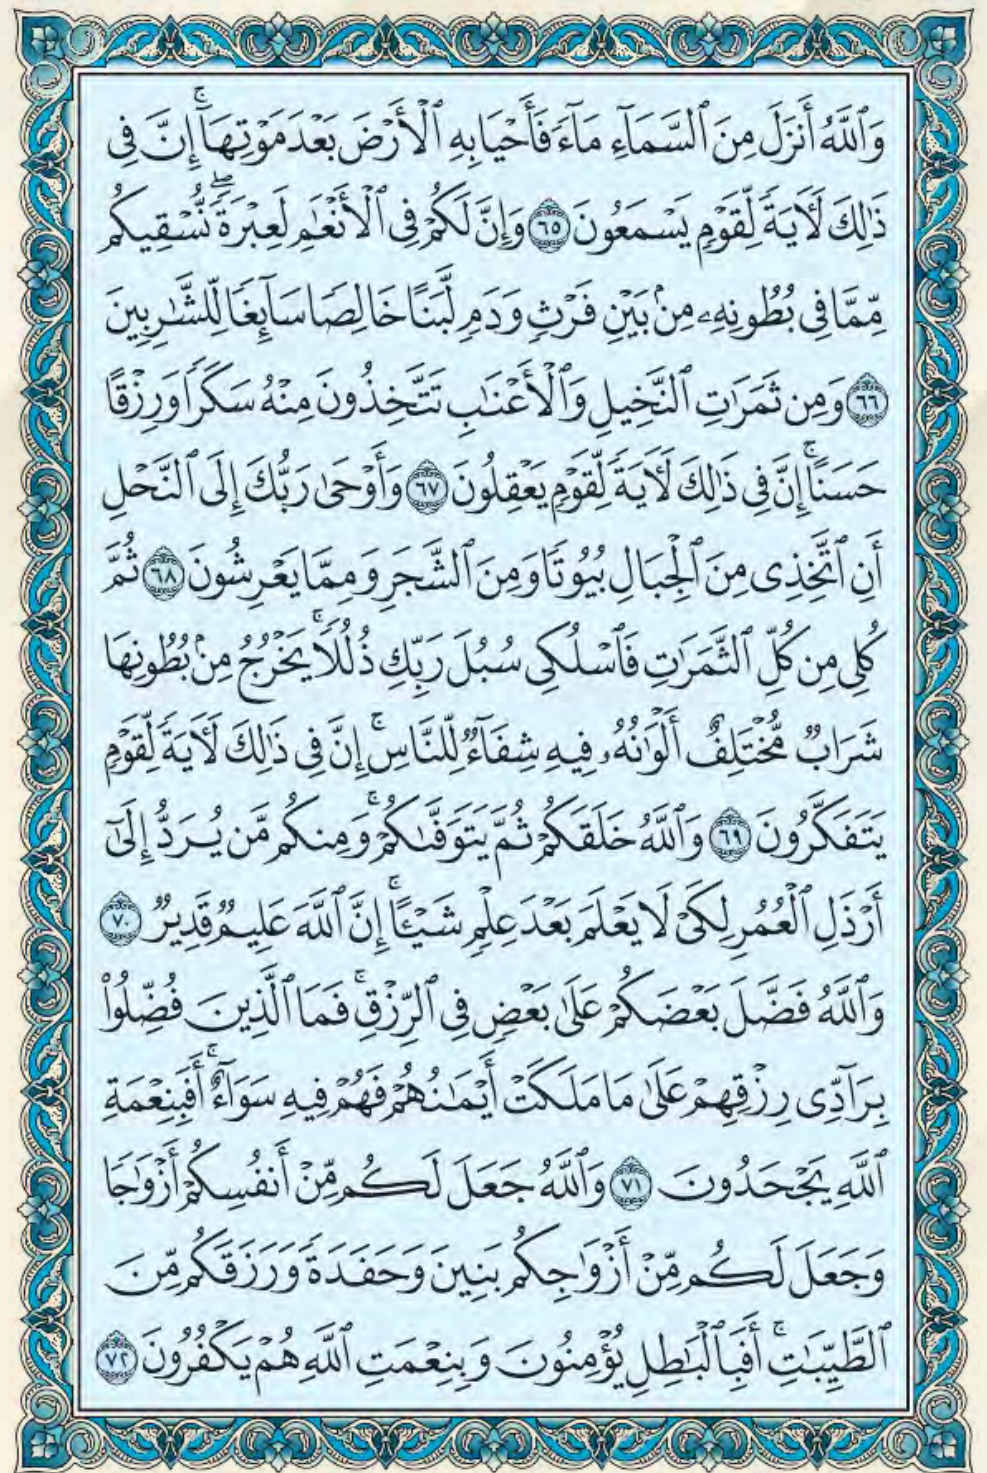 وَٱللَّهُ أَنزَلَ مِنَ ٱلسَّمَآءِ مَآءٗ فَأَحۡيَا بِهِ ٱلۡأَرۡضَ بَعۡدَ مَوۡتِهَآۚ إِنَّ فِي
ذَٰلِكَ لَأٓيَةٗ لِّقَوۡمٖ يَسۡمَعُونَ ٦٥ وَإِنَّ لَكُمۡ فِي ٱلۡأَنۡعَٰمِ لَعِبۡرَةٗۖ نُّسۡقِيكُم
مِّمَّا فِي بُطُونِهِۦ مِنۢ بَيۡنِ فَرۡثٖ وَدَمٖ لَّبَنًا خَالِصٗا سَآئِغٗا لِّلشَّٰرِبِينَ
٦٦ وَمِن ثَمَرَٰتِ ٱلنَّخِيلِ وَٱلۡأَعۡنَٰبِ تَتَّخِذُونَ مِنۡهُ سَكَرٗا وَرِزۡقًا
حَسَنًاۚ إِنَّ فِي ذَٰلِكَ لَأٓيَةٗ لِّقَوۡمٖ يَعۡقِلُونَ ٦٧ وَأَوۡحَىٰ رَبُّكَ إِلَى ٱلنَّحۡلِ
أَنِ ٱتَّخِذِي مِنَ ٱلۡجِبَالِ بُيُوتٗا وَمِنَ ٱلشَّجَرِ وَمِمَّا يَعۡرِشُونَ ٦٨ ثُمَّ
كُلِي مِن كُلِّ ٱلثَّمَرَٰتِ فَٱسۡلُكِي سُبُلَ رَبِّكِ ذُلُلٗاۚ يَخۡرُجُ مِنۢ بُطُونِهَا
شَرَابٞ مُّخۡتَلِفٌ أَلۡوَٰنُهُۥ فِيهِ شِفَآءٞ لِّلنَّاسِۚ إِنَّ فِي ذَٰلِكَ لَأٓيَةٗ لِّقَوۡمٖ
يَتَفَكَّرُونَ ٦٩ وَٱللَّهُ خَلَقَكُمۡ ثُمَّ يَتَوَفَّىٰكُمۡۚ وَمِنكُم مَّن يُرَدُّ إِلَىٰٓ
أَرۡذَلِ ٱلۡعُمُرِ لِكَيۡ لَا يَعۡلَمَ بَعۡدَ عِلۡمٖ شَيۡـًٔاۚ إِنَّ ٱللَّهَ عَلِيمٞ قَدِيرٞ ٧٠
وَٱللَّهُ فَضَّلَ بَعۡضَكُمۡ عَلَىٰ بَعۡضٖ فِي ٱلرِّزۡقِۚ فَمَا ٱلَّذِينَ فُضِّلُواْ
بِرَآدِّي رِزۡقِهِمۡ عَلَىٰ مَا مَلَكَتۡ أَيۡمَٰنُهُمۡ فَهُمۡ فِيهِ سَوَآءٌۚ أَفَبِنِعۡمَةِ
ٱللَّهِ يَجۡحَدُونَ ٧١ وَٱللَّهُ جَعَلَ لَكُم مِّنۡ أَنفُسِكُمۡ أَزۡوَٰجٗا
وَجَعَلَ لَكُم مِّنۡ أَزۡوَٰجِكُم بَنِينَ وَحَفَدَةٗ وَرَزَقَكُم مِّنَ
ٱلطَّيِّبَٰتِۚ أَفَبِٱلۡبَٰطِلِ يُؤۡمِنُونَ وَبِنِعۡمَتِ ٱللَّهِ هُمۡ يَكۡفُرُونَ ٧٢